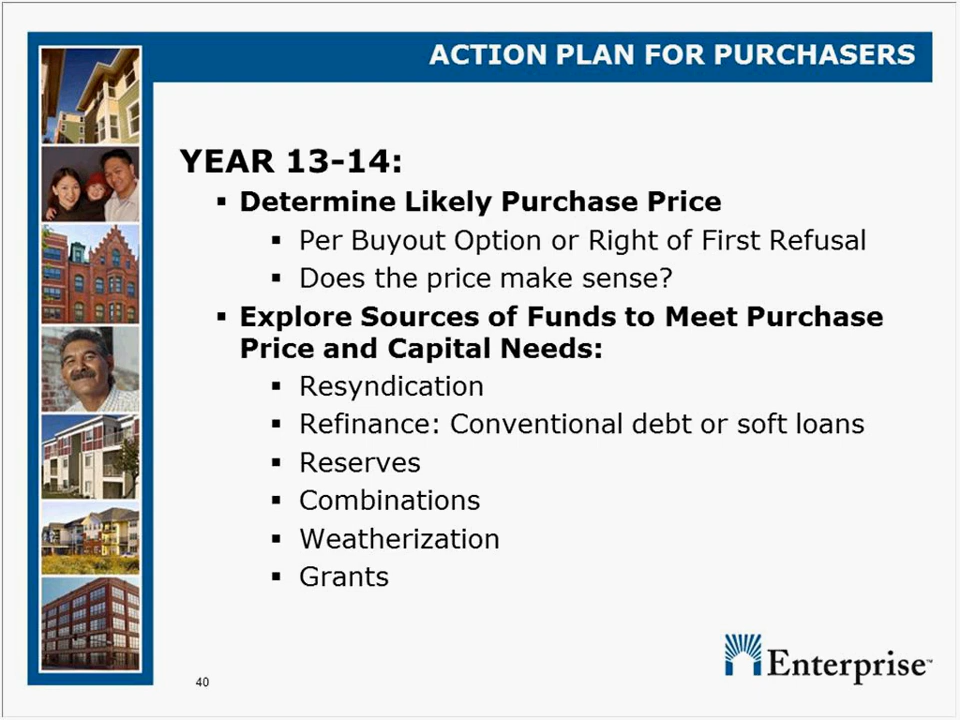 ACTION PLAN FOR PURCHASERS
YEAR 13-14:
▪ Determine Likely Purchase Price
▪ Per Buyout Option or Right of First Refusal
▪ Does the price make sense?
▪ Explore Sources of Funds to Meet Purchase
Price and Capital Needs:
▪ Resyndication
▪ Refinance: Conventional debt or soft loans
▪ Reserves
▪ Combinations
▪ Weatherization
▪ Grants
Enterprise™
40